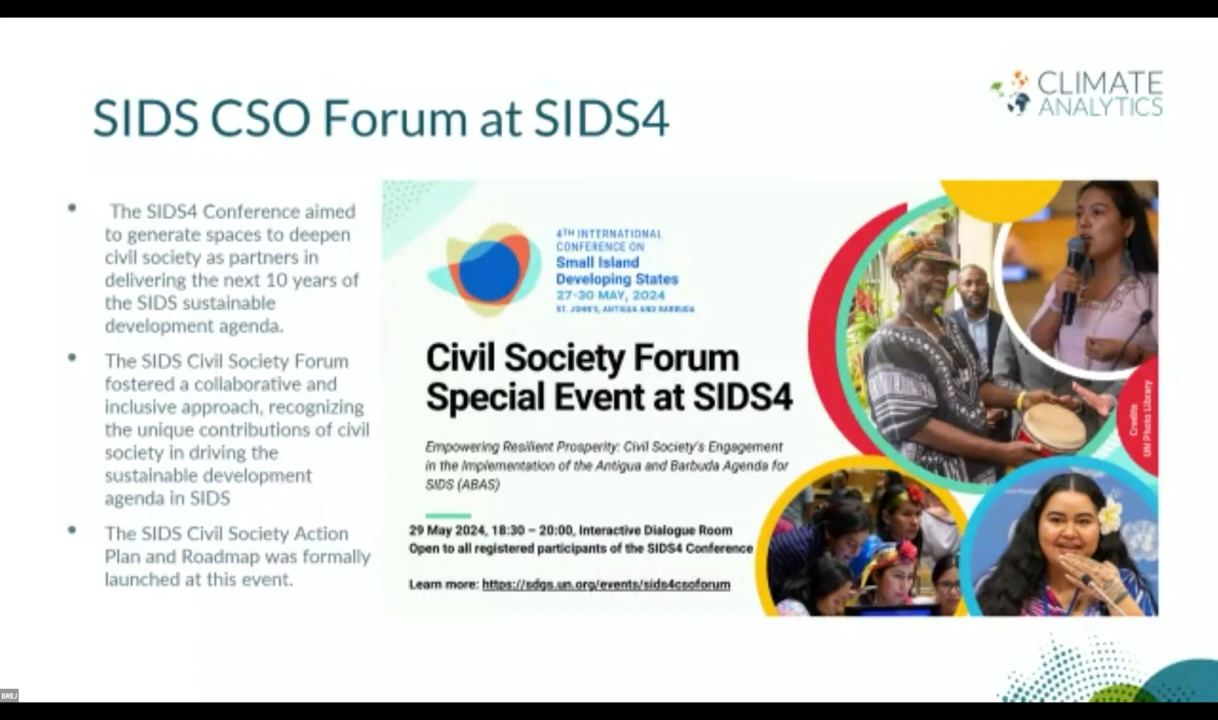 CLIMATE
ANALYTICS
SIDS CSO Forum at SIDS4
• The SIDS4 Conference aimed
to generate spaces to deepen
civil society as partners in
delivering the next 10 years of
the SIDS sustainable
development agenda.
• The SIDS Civil Society Forum
fostered a collaborative and
inclusive approach, recognizing
the unique contributions of civil
society in driving the
sustainable development
agenda in SIDS
• The SIDS Civil Society Action
Plan and Roadmap was formally
launched at this event.
4TH INTERNATIONAL
CONFERENCE ON
Small Island
Developing States
27-30 MAY, 2024
ST. JOHN'S, ANTIGUA AND BARBUDA
Civil Society Forum
Special Event at SIDS4
Empowering Resilient Prosperity: Civil Society's Engagement
in the Implementation of the Antigua and Barbuda Agenda for
SIDS (ABAS)
29 May 2024, 18:30 – 20:00, Interactive Dialogue Room
Open to all registered participants of the SIDS4 Conference
Learn more: https://sdgs.un.org/events/sids4csoforum
Credits
UN Photo Library
BREJ